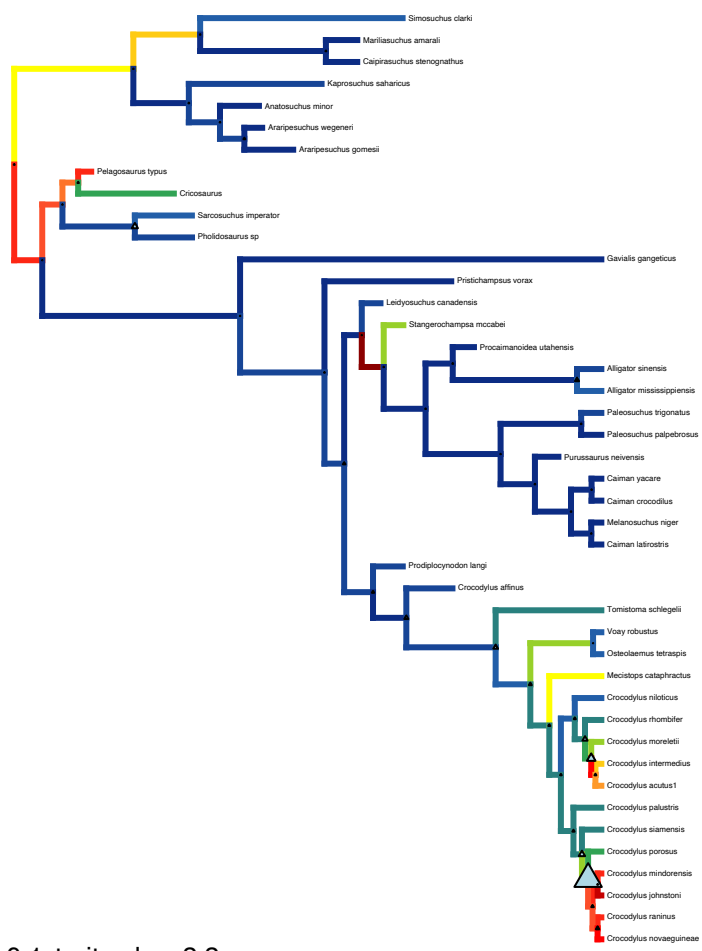 Simosuchus clarki
Mariliasuchus amarali
Caipirasuchus stenognathus
Kaprosuchus saharicus
Anatosuchus minor
Araripesuchus wegeneri
Araripesuchus gomesii
Pelagosaurus typus
Cricosaurus
Sarcosuchus imperator
Pholidosaurus sp
Gavialis gangeticus
Pristichampsus vorax
Leidyosuchus canadensis
Stangerochampsa mccabei
Procaimanoidea utahensis
Alligator sinensis
Alligator mississippiensis
Paleosuchus trigonatus
Paleosuchus palpebrosus
Purussaurus neivensis
Caiman yacare
Caiman crocodilus
Melanosuchus niger
Caiman latirostris
Prodiplocynodon langi
Crocodylus affinus
Tomistoma schlegelii
Voay robustus
Osteolaemus tetraspis
Mecistops cataphractus
Crocodylus niloticus
Crocodylus rhombifer
Crocodylus moreletii
Crocodylus intermedius
Crocodylus acutus1
Crocodylus palustris
Crocodylus siamensis
Crocodylus porosus
Crocodylus mindorensis
Crocodylus johnstoni
Crocodylus raninus
Crocodylus novaeguineae